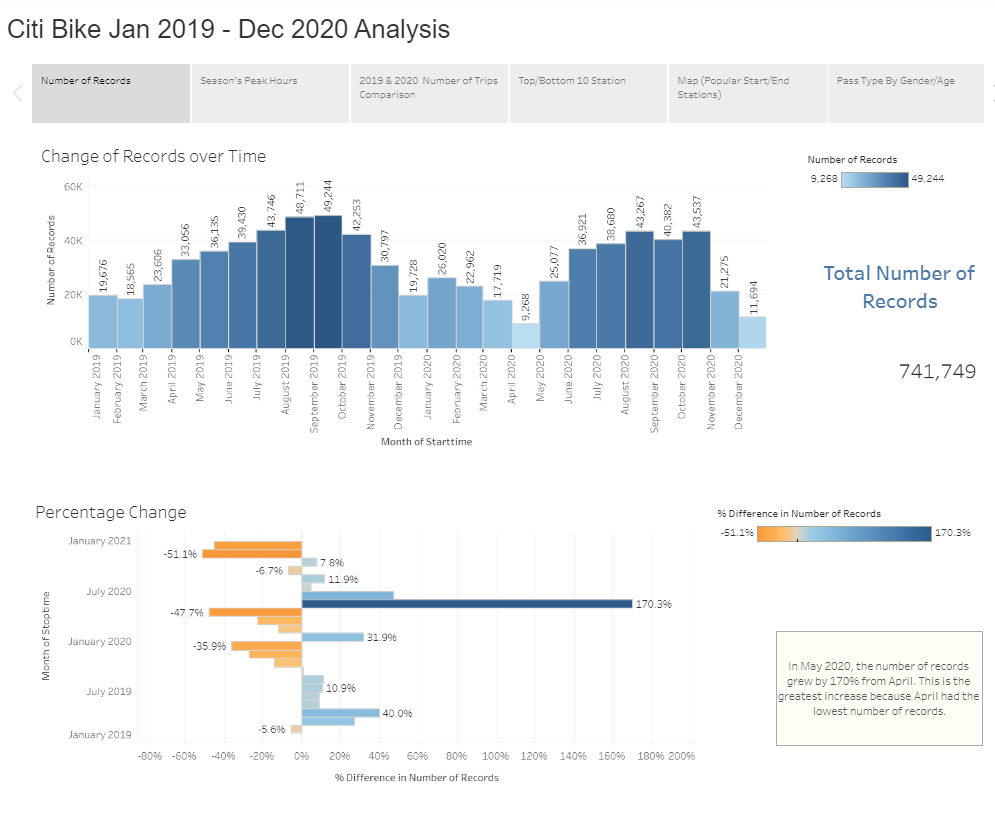 Citi Bike Jan 2019 - Dec 2020 Analysis
Number of Records
Season's Peak Hours
2019 & 2020 Number of Trips
Comparison
Top/Bottom 10 Station
Map (Popular Start/End
Stations)
Pass Type By Gender/Age
Change of Records over Time
Number of Records
60K
40K
20K
0K
19,676
18,565
23,606
33,056
36,135
39,430
43,746
48,711
49,244
42,253
30,797
19,728
26,020
22,962
17,719
9,268
25,077
36,921
38,680
43,267
40,382
43,537
21,275
11,694
January 2019
February 2019
March 2019
April 2019
May 2019
June 2019
July 2019
August 2019
September 2019
October 2019
November 2019
December 2019
January 2020
February 2020
March 2020
April 2020
May 2020
June 2020
July 2020
August 2020
September 2020
October 2020
November 2020
December 2020
Month of Starttime
Number of Records
9,268
49,244
Total Number of
Records
741,749
Percentage Change
Month of Stoptime
January 2021
July 2020
January 2020
July 2019
January 2019
-51.1%
7.8%
-6.7%
11.9%
170.3%
-47.7%
31.9%
-35.9%
10.9%
40.0%
-5.6%
-80%
-60%
-40%
-20%
0%
20%
40%
60%
80%
100%
120%
140%
160%
180%
200%
% Difference in Number of Records
% Difference in Number of Records
-51.1%
170.3%
In May 2020, the number of records
grew by 170% from April. This is the
greatest increase because April had the
lowest number of records.